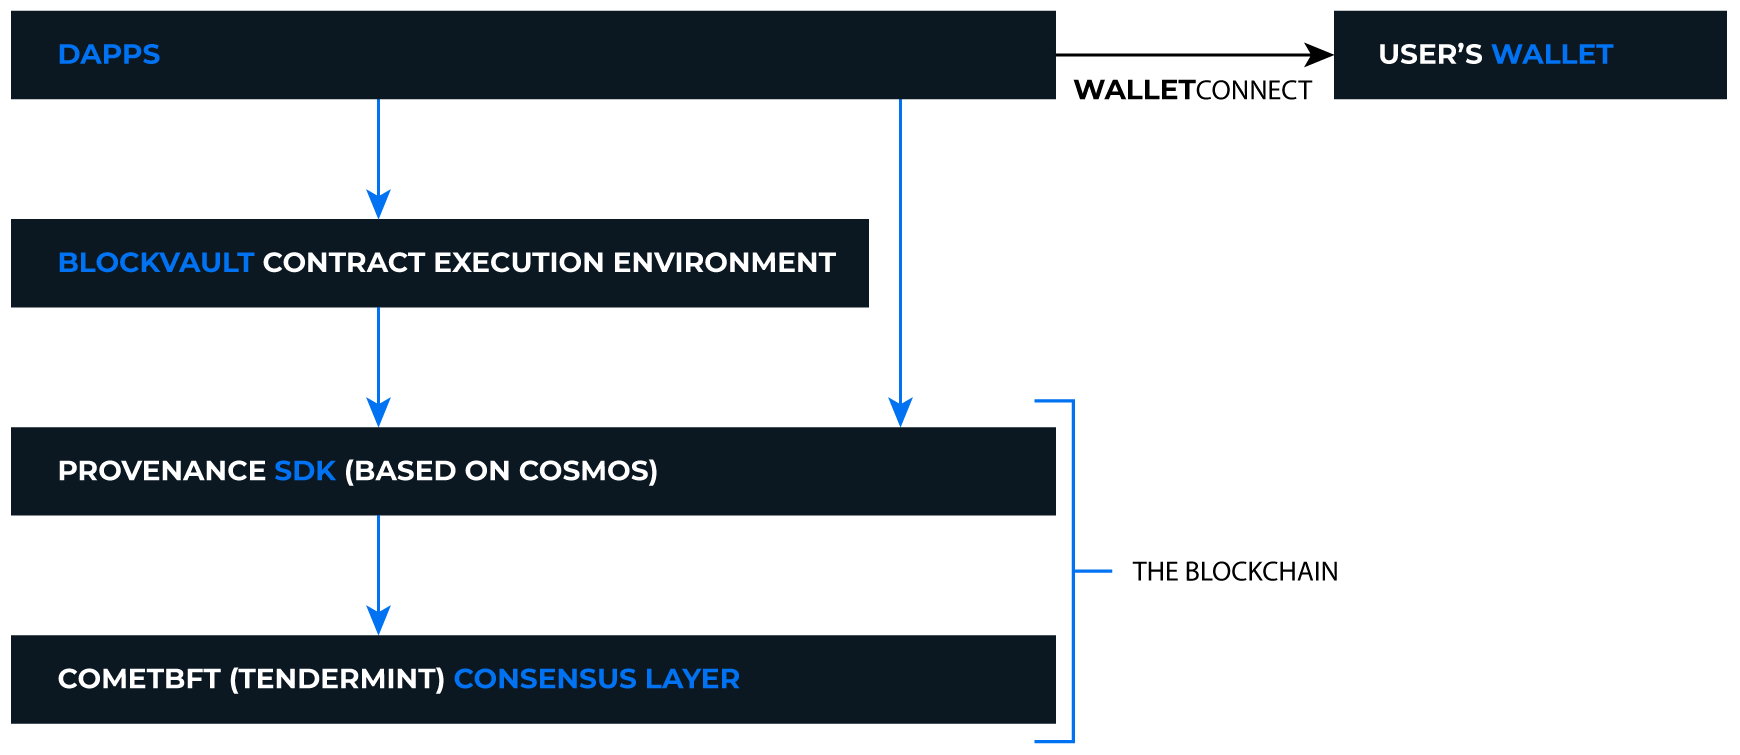 DAPPS
USER’S WALLET
WALLETCONNECT
BLOCKVAULT CONTRACT EXECUTION ENVIRONMENT
PROVENANCE SDK (BASED ON COSMOS)
THE BLOCKCHAIN
COMETBFT (TENDERMINT) CONSENSUS LAYER